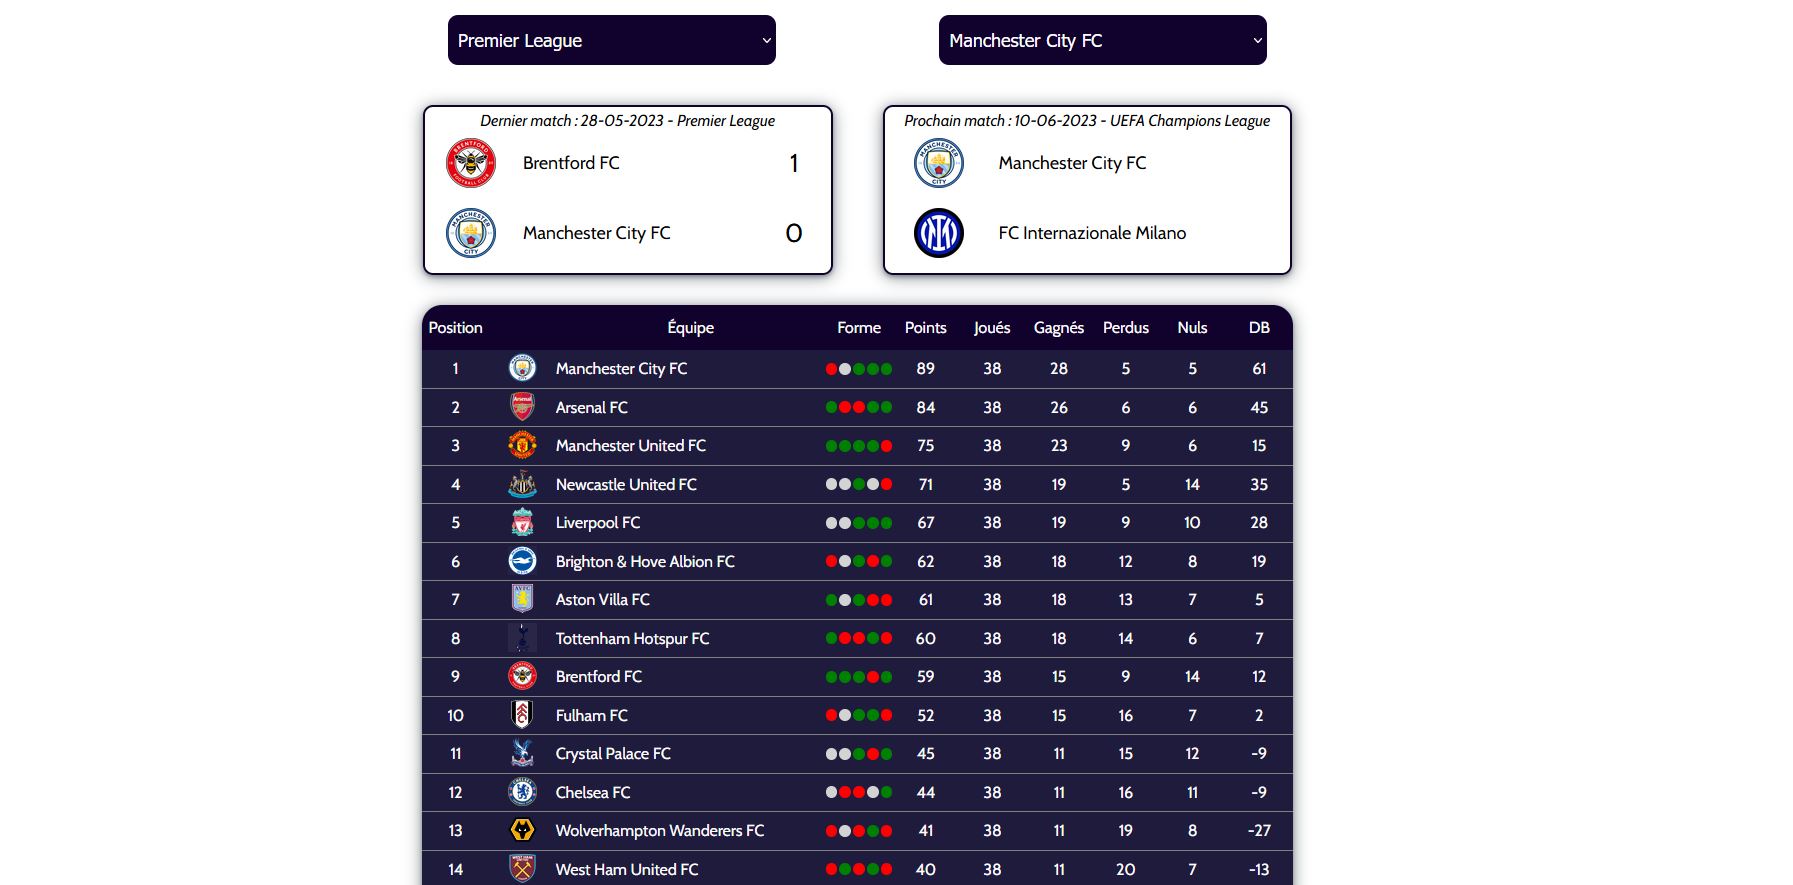 Premier League
Manchester City FC
Dernier match : 28-05-2023 - Premier League
Brentford FC 1
Manchester City FC 0
Prochain match : 10-06-2023 - UEFA Champions League
Manchester City FC
FC Internazionale Milano
Position Équipe Forme Points Joués Gagnés Perdus Nuls DB
1 Manchester City FC 89 38 28 5 5 61
2 Arsenal FC 84 38 26 6 6 45
3 Manchester United FC 75 38 23 9 6 15
4 Newcastle United FC 71 38 19 5 14 35
5 Liverpool FC 67 38 19 9 10 28
6 Brighton & Hove Albion FC 62 38 18 12 8 19
7 Aston Villa FC 61 38 18 13 7 5
8 Tottenham Hotspur FC 60 38 18 14 6 7
9 Brentford FC 59 38 15 9 14 12
10 Fulham FC 52 38 15 16 7 2
11 Crystal Palace FC 45 38 11 15 12 -9
12 Chelsea FC 44 38 11 16 11 -9
13 Wolverhampton Wanderers FC 41 38 11 19 8 -27
14 West Ham United FC 40 38 11 20 7 -13